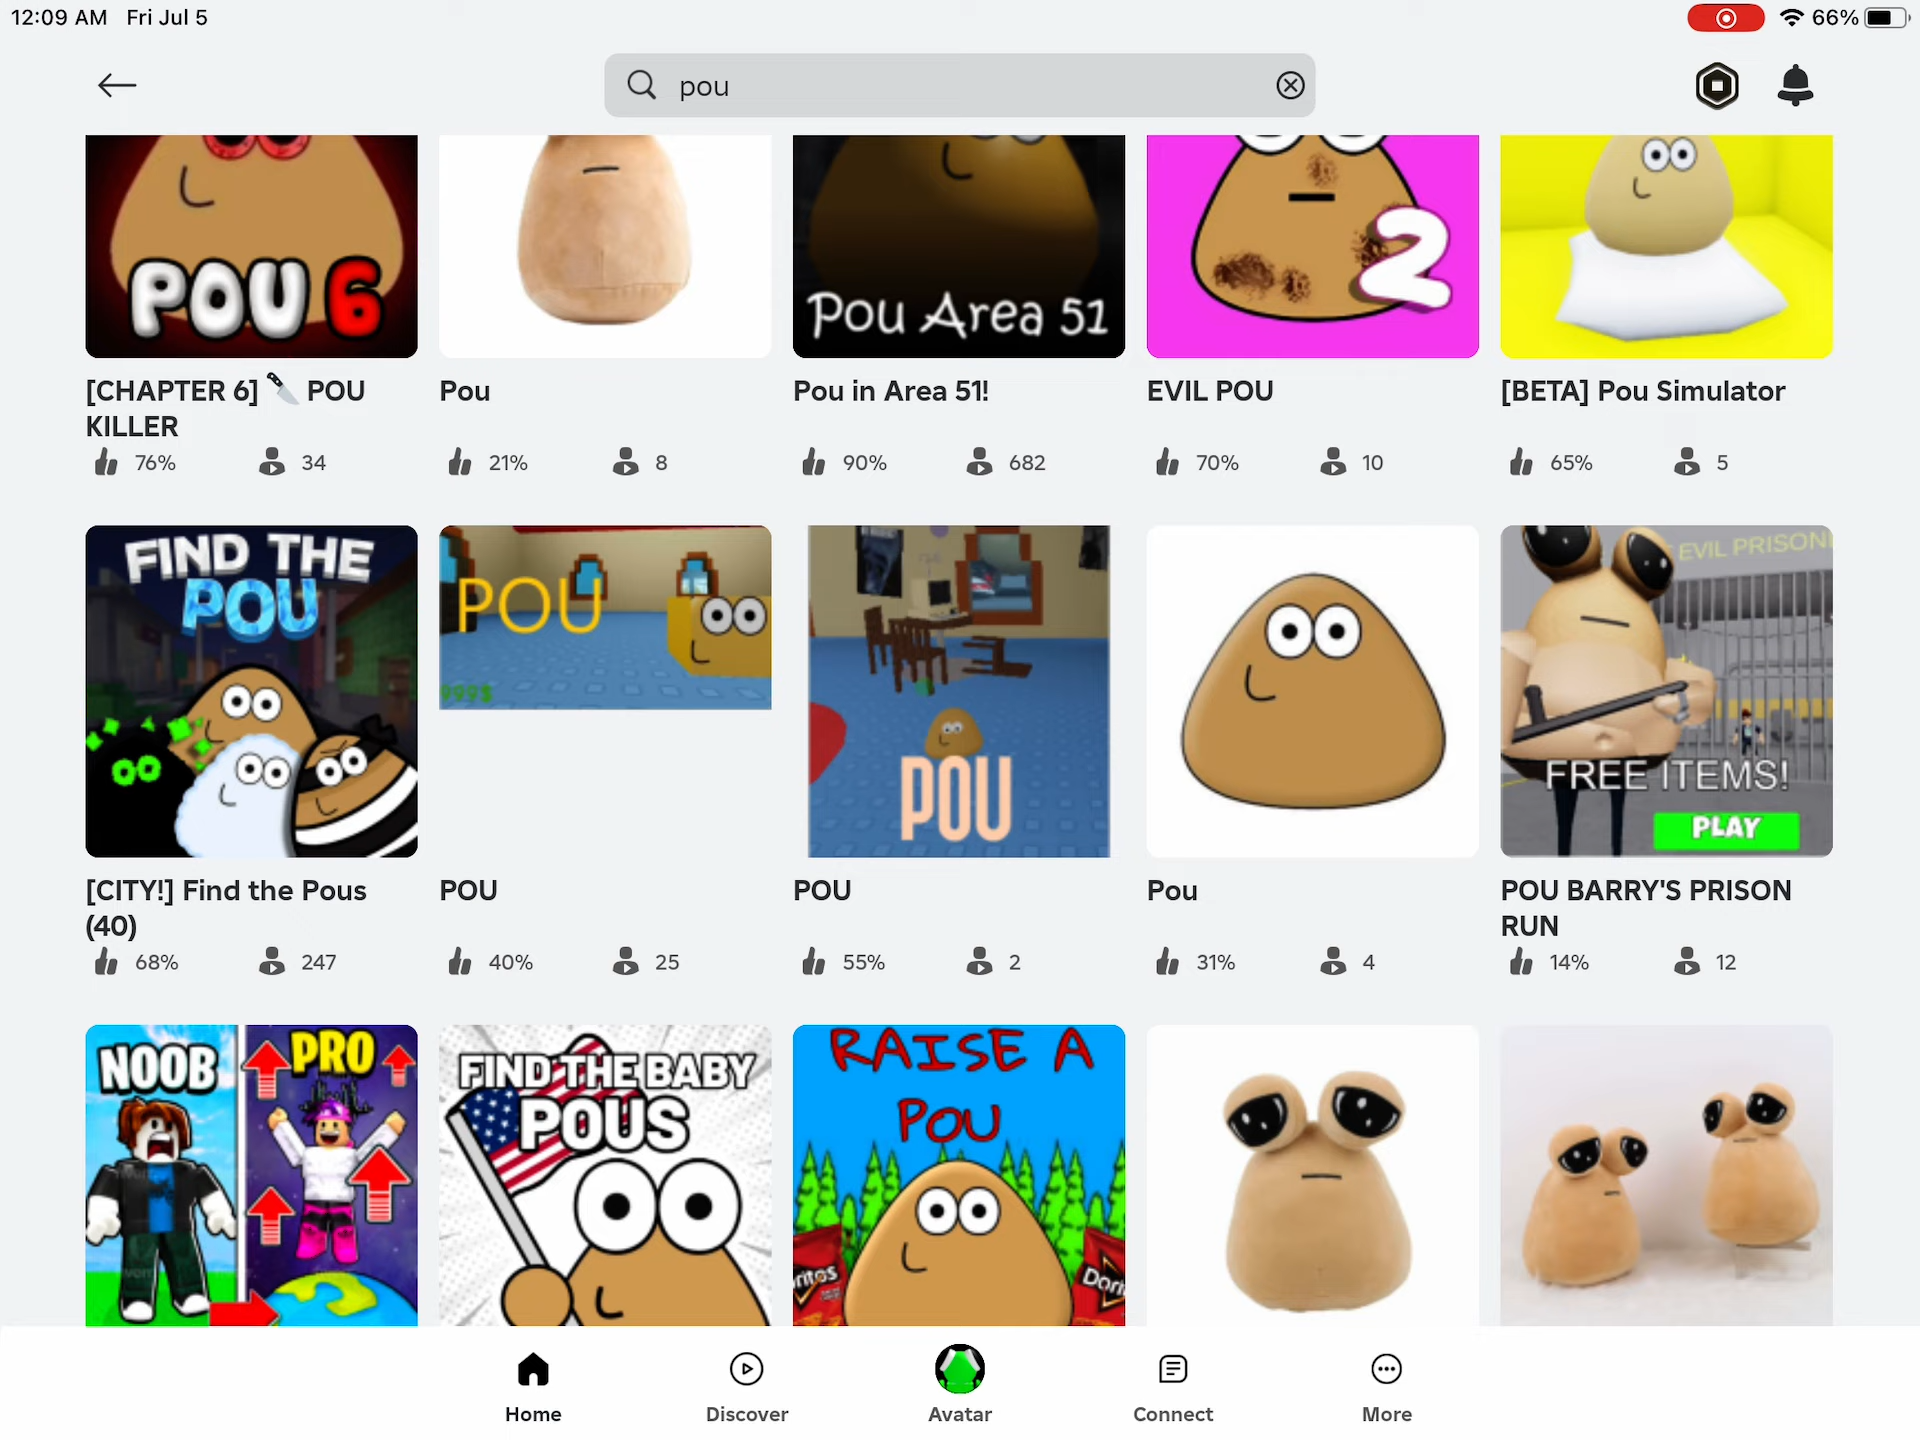 12:09 AM Fri Jul 5
66%
pou
POU 6
Pou Area 51
2
[CHAPTER 6] 🔪 POU
KILLER
76% 34
Pou
21% 8
Pou in Area 51!
90% 682
EVIL POU
70% 10
[BETA] Pou Simulator
65% 5
FIND THE
POU
POU
999$
POU
EVIL PRISON
FREE ITEMS!
PLAY
[CITY!] Find the Pous
(40)
68% 247
POU
40% 25
POU
55% 2
Pou
31% 4
POU BARRY'S PRISON
RUN
14% 12
NOOB
PRO
FIND THE BABY
POUS
RAISE A
POU
ritos
Dori
Home
Discover
Avatar
Connect
More